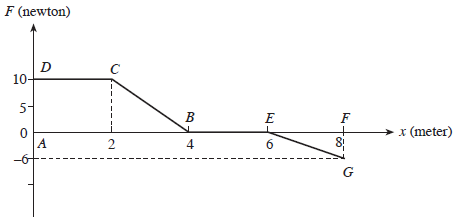 F (newton)
D C
10
5
B E F
0 x (meter)
A 2 4 6 8
–6
G